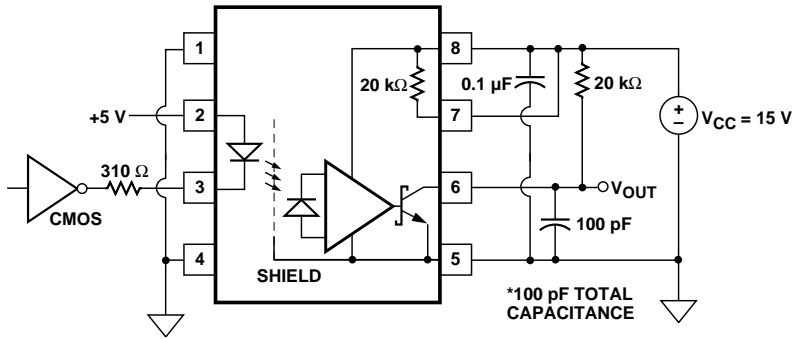 1
8
20 kΩ
0.1 µF
20 kΩ
+5 V
2
7
+
–
V_CC = 15 V
310 Ω
3
6
V_OUT
CMOS
100 pF
4
5
SHIELD
*100 pF TOTAL
CAPACITANCE